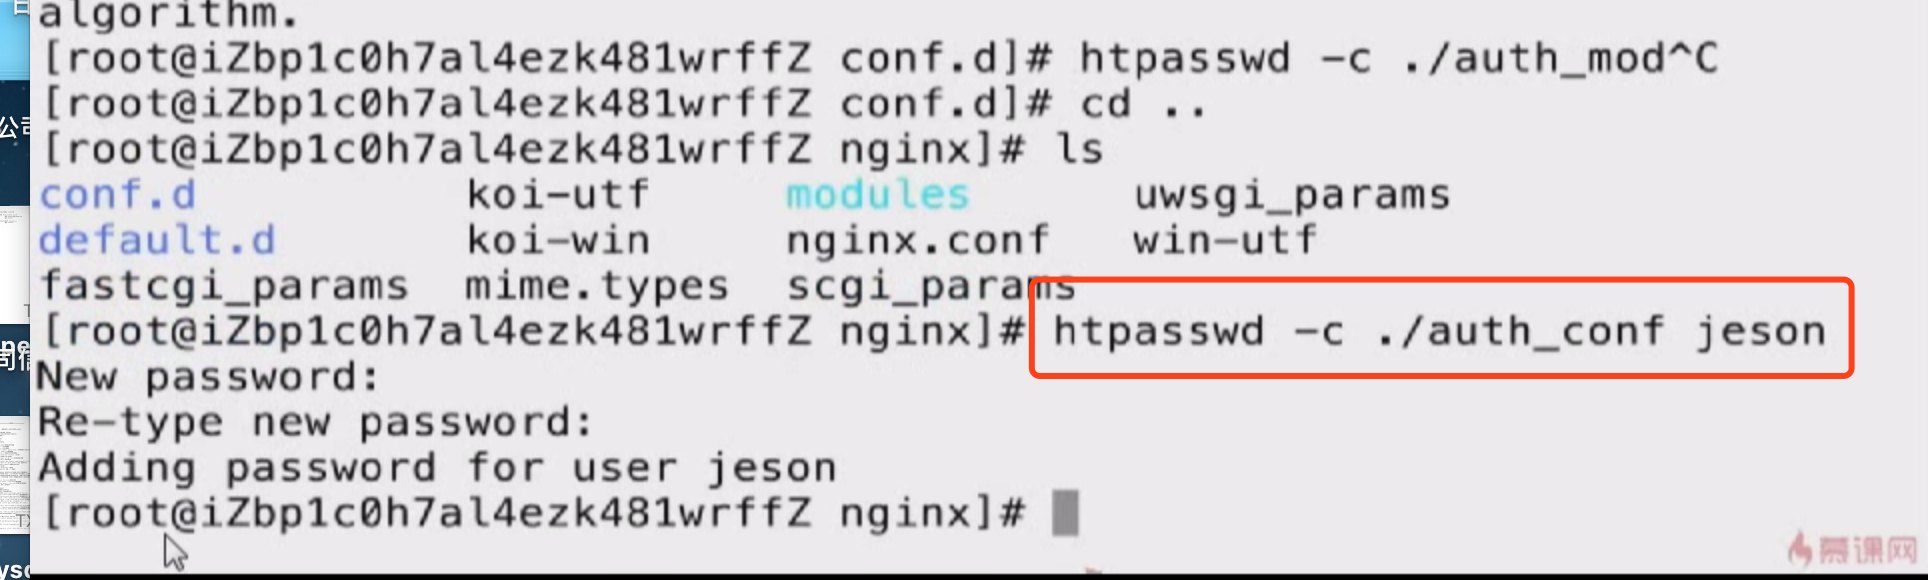 algorithm.
[root@iZbp1c0h7al4ezk481wrffZ conf.d]# htpasswd -c ./auth_mod^C
[root@iZbp1c0h7al4ezk481wrffZ conf.d]# cd ..
[root@iZbp1c0h7al4ezk481wrffZ nginx]# ls
conf.d koi-utf modules uwsgi_params
default.d koi-win nginx.conf win-utf
fastcgi_params mime.types scgi_params
[root@iZbp1c0h7al4ezk481wrffZ nginx]# htpasswd -c ./auth_conf jeson
New password:
Re-type new password:
Adding password for user jeson
[root@iZbp1c0h7al4ezk481wrffZ nginx]#
慕课网